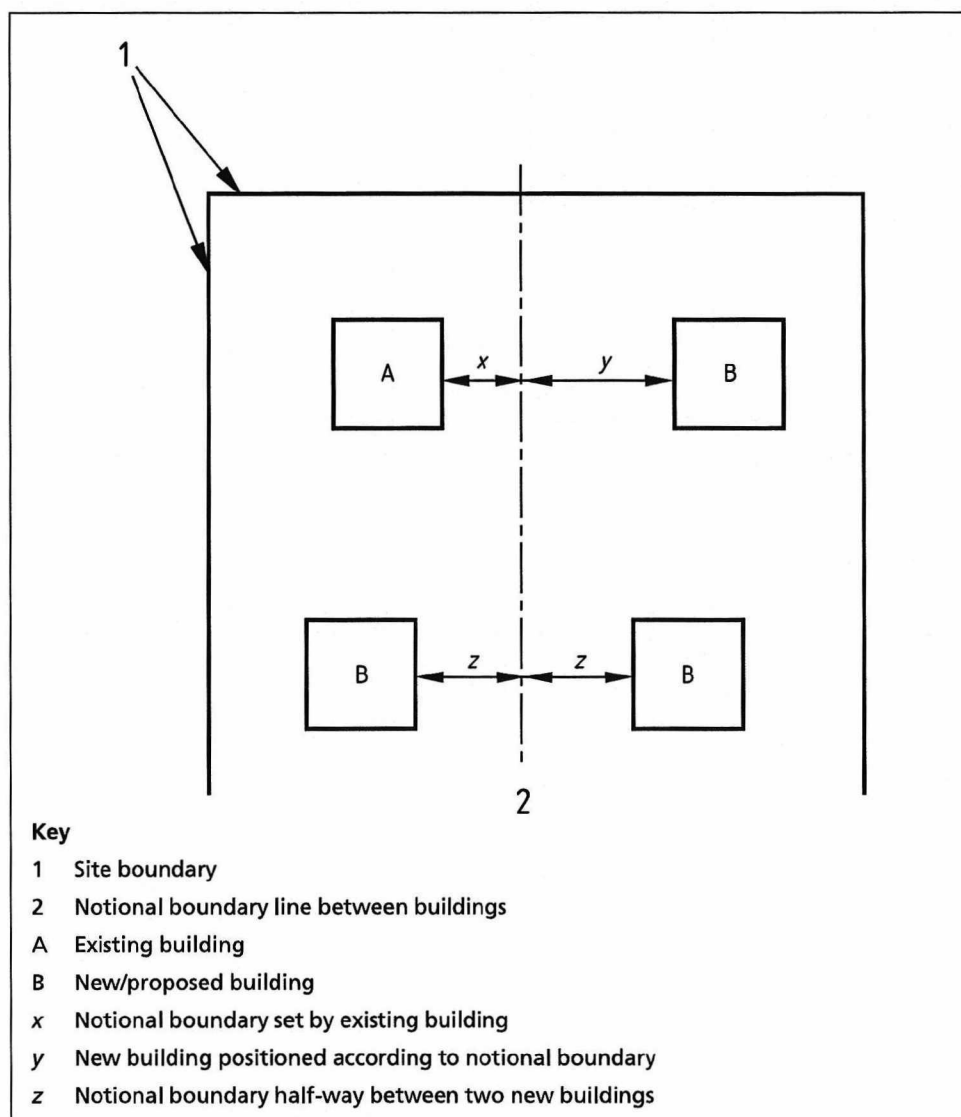 1
A x y B
B z z B
2
Key
1 Site boundary
2 Notional boundary line between buildings
A Existing building
B New/proposed building
x Notional boundary set by existing building
y New building positioned according to notional boundary
z Notional boundary half-way between two new buildings